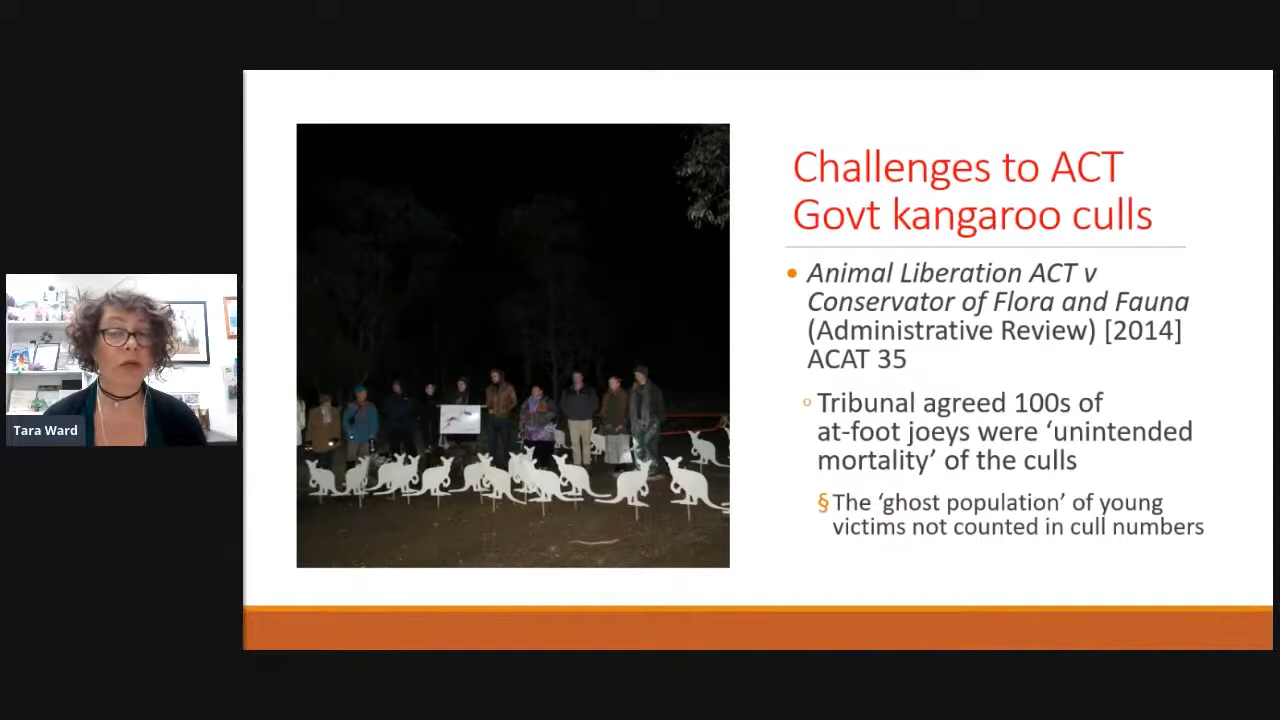 Challenges to ACT
Govt kangaroo culls
• Animal Liberation ACT v
Conservator of Flora and Fauna
(Administrative Review) [2014]
ACAT 35
○ Tribunal agreed 100s of
at-foot joeys were ‘unintended
mortality’ of the culls
§ The ‘ghost population’ of young
victims not counted in cull numbers
Tara Ward